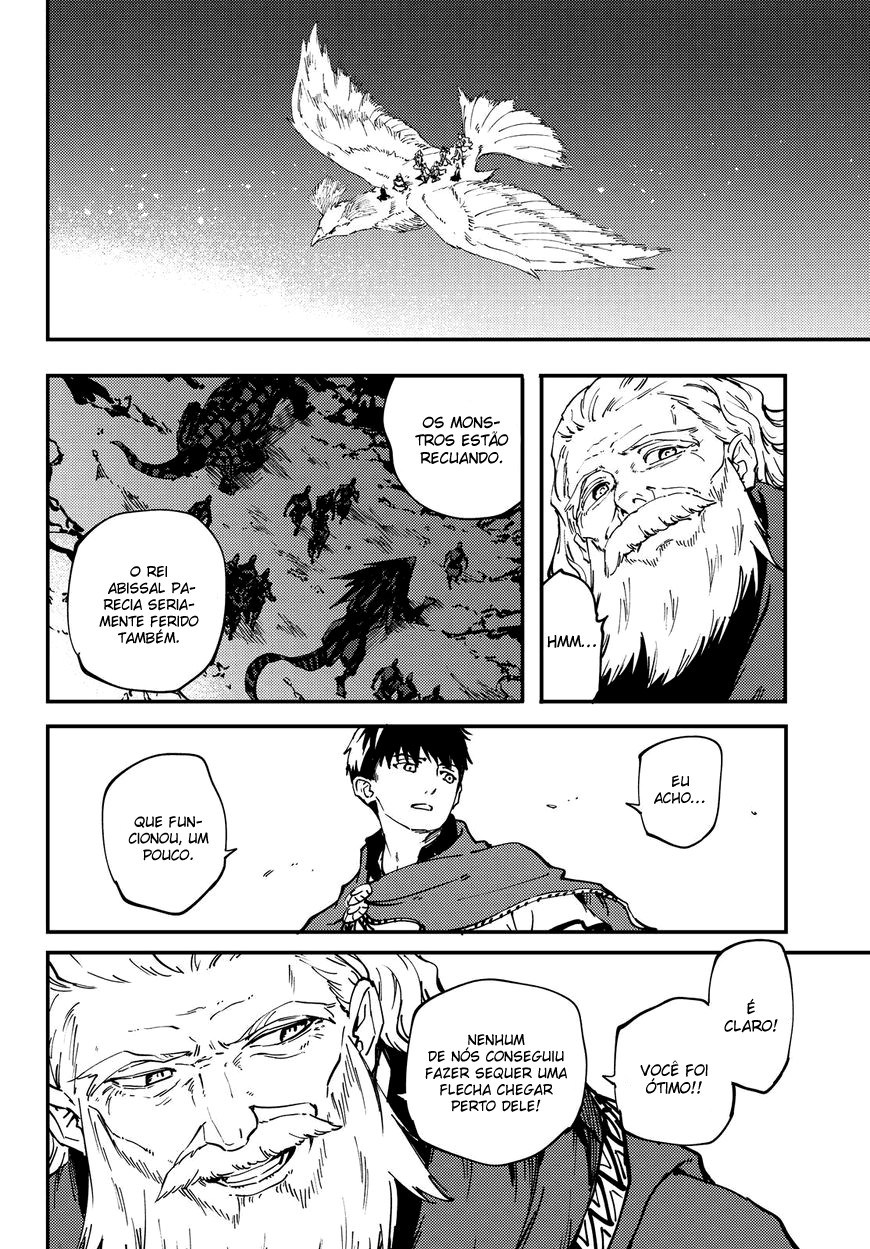 HMM...
OS MONS-
TROS ESTÃO
RECUANDO.
O REI
ABISSAL PA-
RECIA SERIA-
MENTE FERIDO
TAMBÉM.
EU
ACHO...
QUE FUN-
CIONOU, UM
POUCO.
É
CLARO!
VOCÊ FOI
ÓTIMO!!
NENHUM
DE NÓS CONSEGUIU
FAZER SEQUER UMA
FLECHA CHEGAR
PERTO DELE!